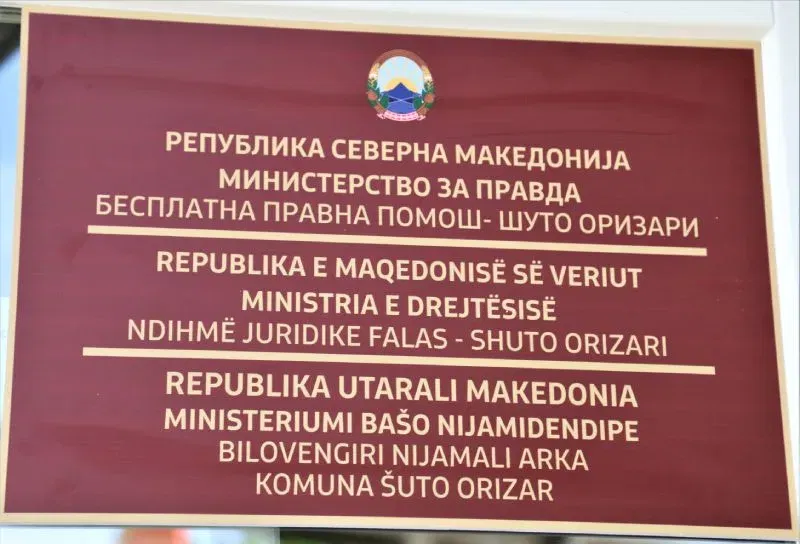 РЕПУБЛИКА СЕВЕРНА МАКЕДОНИЈА
МИНИСТЕРСТВО ЗА ПРАВДА
БЕСПЛАТНА ПРАВНА ПОМОШ- ШУТО ОРИЗАРИ
REPUBLIKA E MAQEDONISË SË VERIUT
MINISTRIA E DREJTËSISË
NDIHMË JURIDIKE FALAS - SHUTO ORIZARI
REPUBLIKA UTARALI MAKEDONIA
MINISTERIUMI BAŠO NIJAMIDENDIPE
BILOVENGIRI NIJAMALI ARKA
KOMUNA ŠUTO ORIZAR